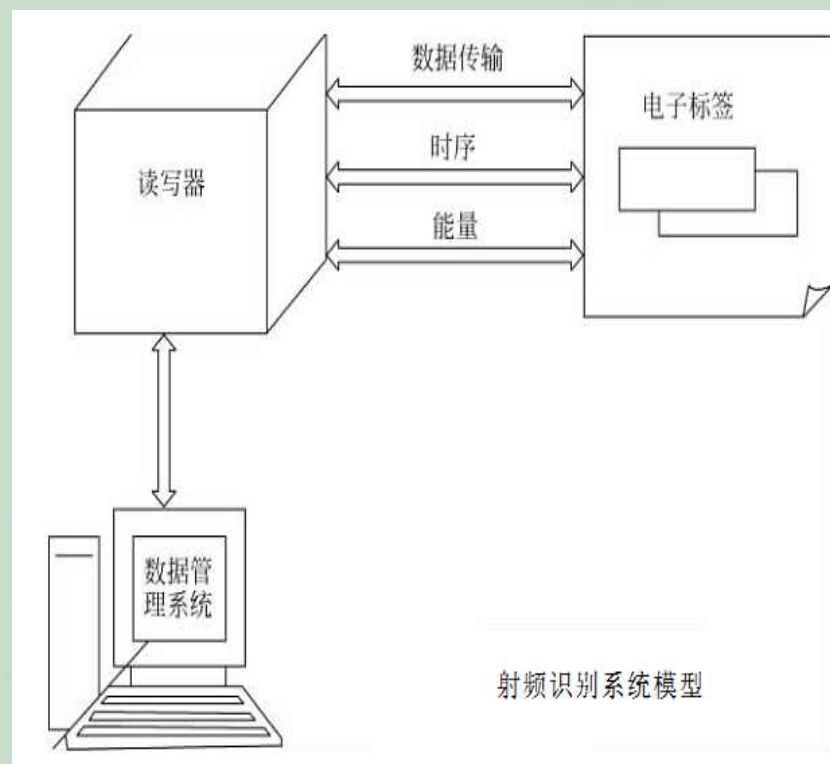 数据传输
电子标签
时序
读写器
能量
数据管
理系统
射频识别系统模型